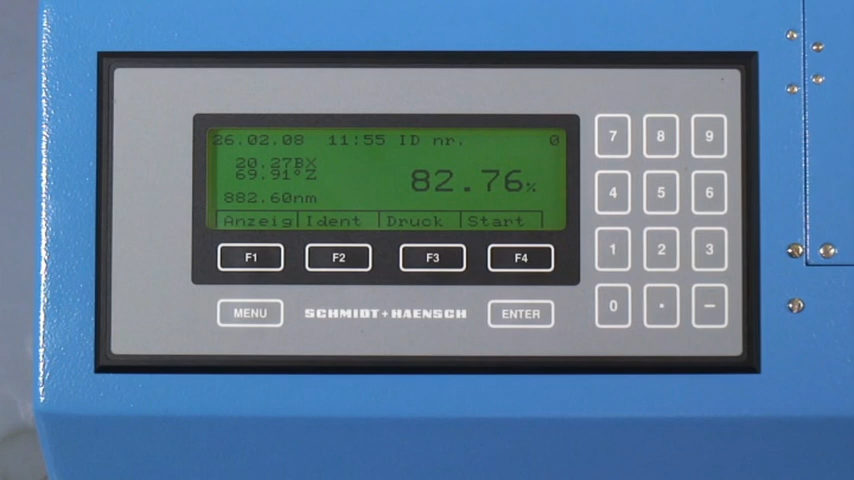 26.02.08 11:55 ID nr. 0
20.27BX
69.91°Z
82.76%
882.60nm
Anzeig Ident Druck Start
F1 F2 F3 F4
MENU SCHMIDT+HAENSCH ENTER
7 8 9
4 5 6
1 2 3
0 . –